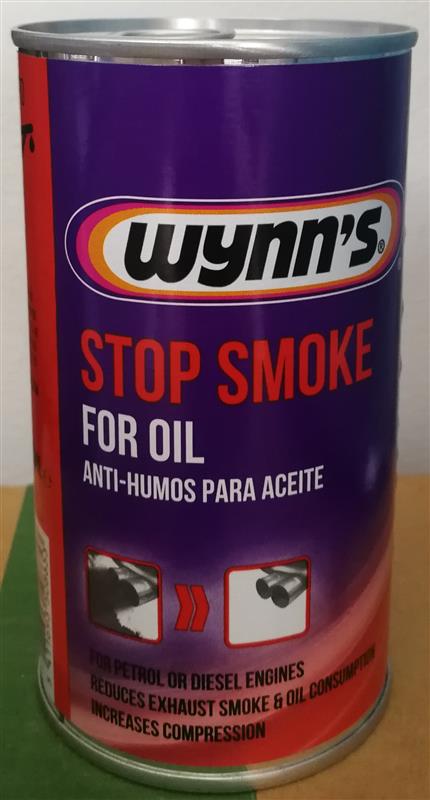 wynn's®
STOP SMOKE
FOR OIL
ANTI-HUMOS PARA ACEITE
FOR PETROL OR DIESEL ENGINES
REDUCES EXHAUST SMOKE & OIL CONSUMPTION
INCREASES COMPRESSION